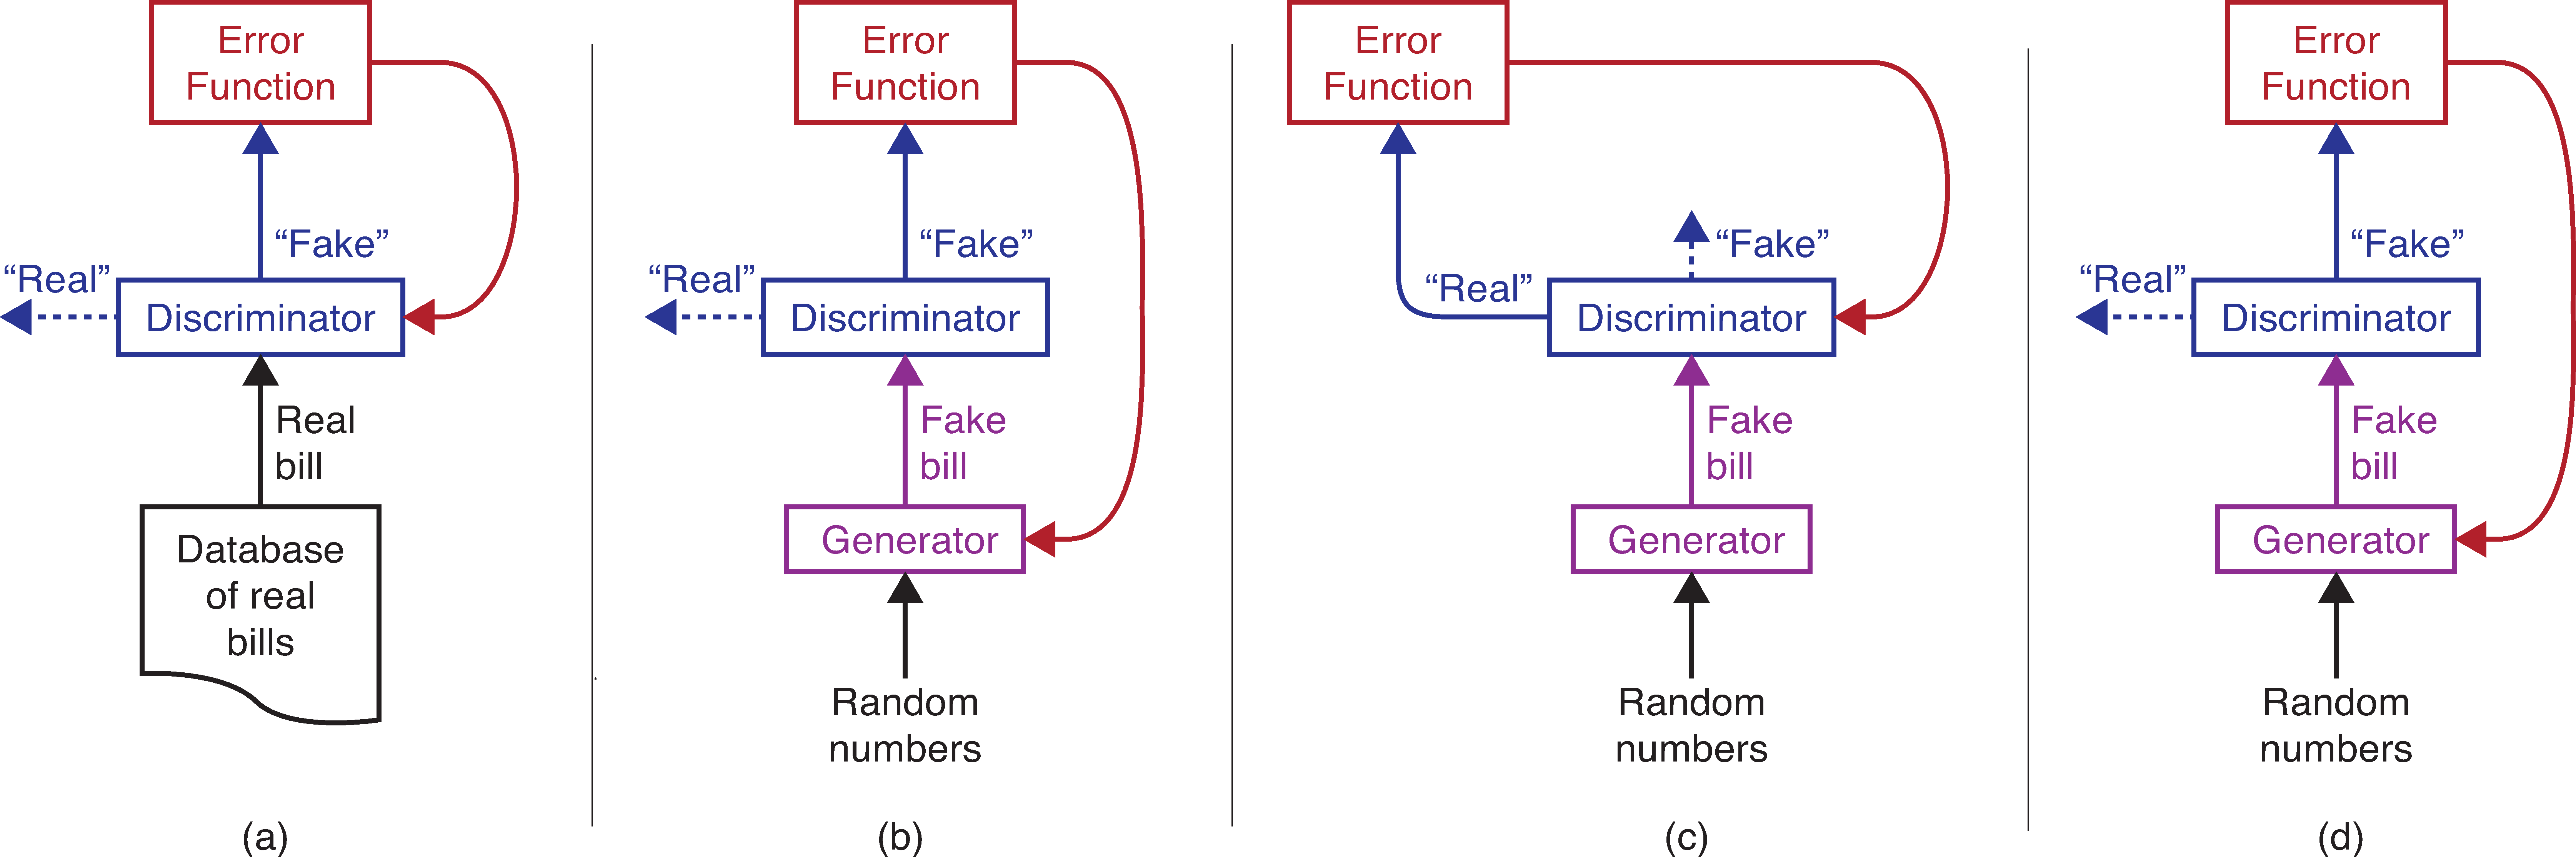 Error
Function
“Fake”
“Real”
Discriminator
Real
bill
Database
of real
bills
(a)
Error
Function
“Fake”
“Real”
Discriminator
Fake
bill
Generator
Random
numbers
(b)
Error
Function
“Fake”
“Real”
Discriminator
Fake
bill
Generator
Random
numbers
(c)
Error
Function
“Fake”
“Real”
Discriminator
Fake
bill
Generator
Random
numbers
(d)